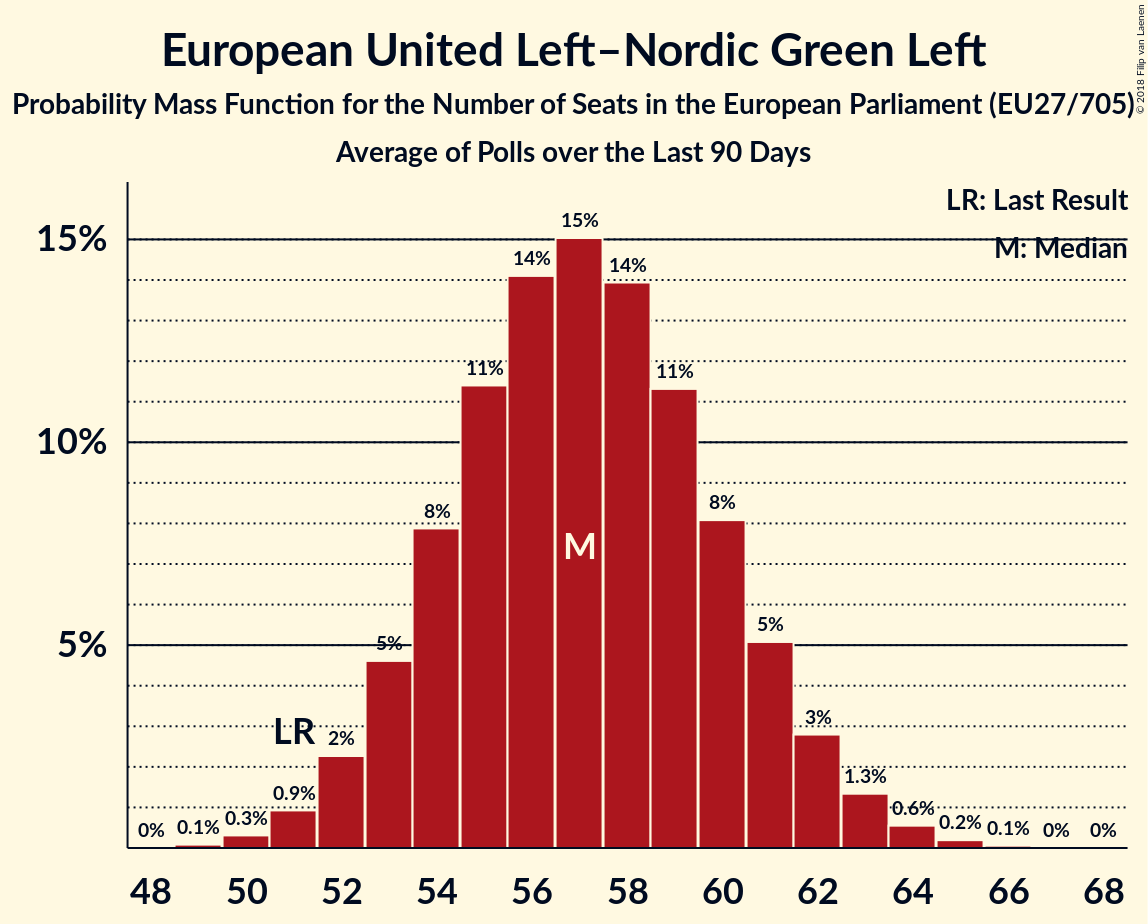 European United Left–Nordic Green Left
Probability Mass Function for the Number of Seats in the European Parliament (EU27/705)
Average of Polls over the Last 90 Days
© 2018 Filip van Laenen
LR: Last Result
M: Median
15%
10%
5%
0%
0.1%
0.3%
0.9%
LR
2%
5%
8%
11%
14%
15%
M
14%
11%
8%
5%
3%
1.3%
0.6%
0.2%
0.1%
0%
0%
48 50 52 54 56 58 60 62 64 66 68